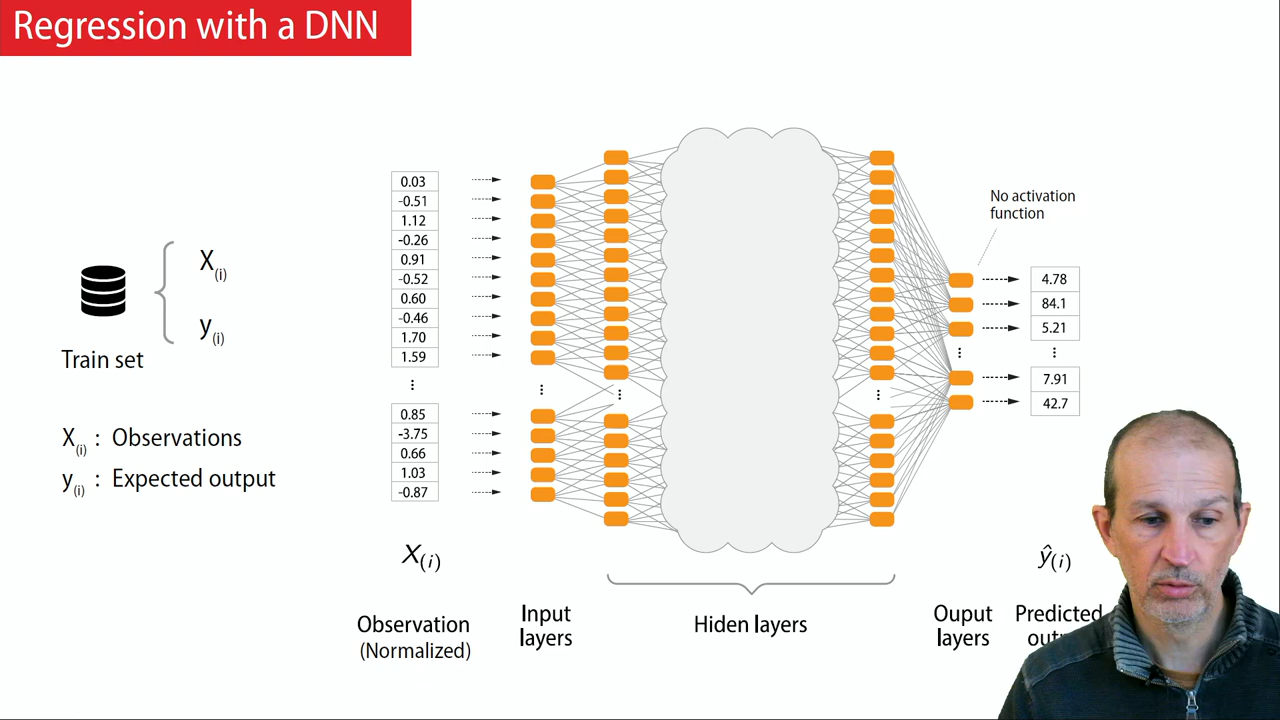 Regression with a DNN
No activation
function
0.03
-0.51
1.12
-0.26
0.91
-0.52
0.60
-0.46
1.70
1.59
⋮
0.85
-3.75
0.66
1.03
-0.87
4.78
84.1
5.21
⋮
7.91
42.7
X(i)
y(i)
Train set
X(i) : Observations
y(i) : Expected output
X(i)
ŷ(i)
Observation
(Normalized)
Input
layers
Hiden layers
Ouput
layers
Predicted